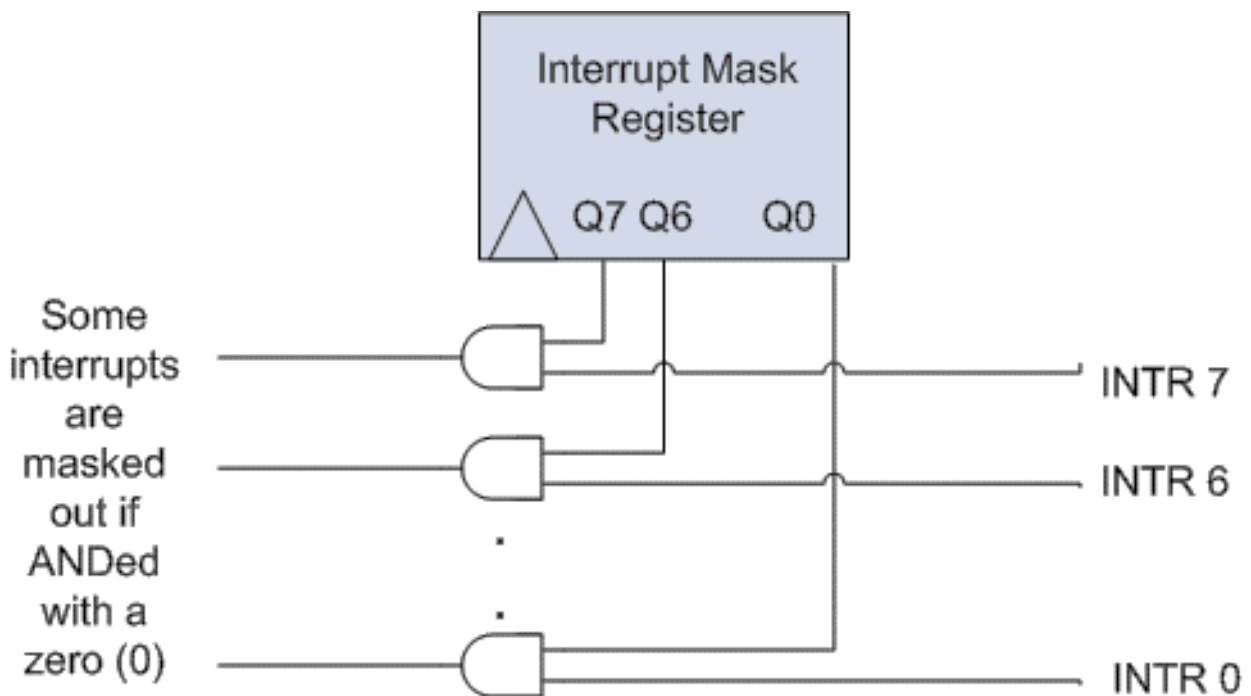 Interrupt Mask
Register
Q7 Q6 Q0
Some
interrupts
are
masked
out if
ANDed
with a
zero (0)
INTR 7
INTR 6
INTR 0